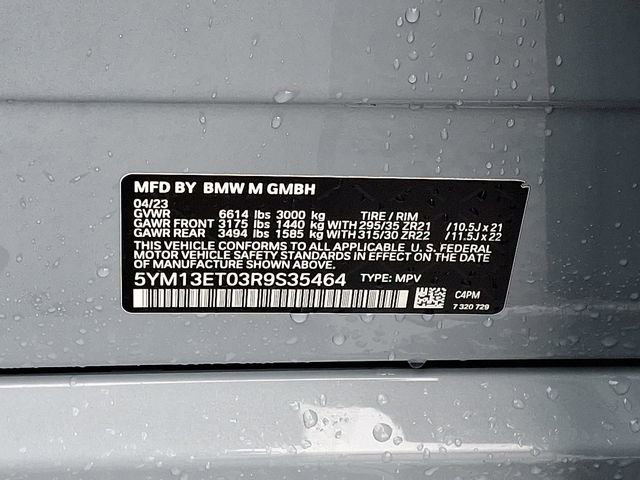 MFD BY BMW M GMBH
04/23
GVWR 6614 lbs 3000 kg TIRE / RIM
GAWR FRONT 3175 lbs 1440 kg WITH 295/35 ZR21 /10.5J x 21
GAWR REAR 3494 lbs 1585 kg WITH 315/30 ZR22 /11.5J x 22
THIS VEHICLE CONFORMS TO ALL APPLICABLE U. S. FEDERAL
MOTOR VEHICLE SAFETY STANDARDS IN EFFECT ON THE DATE
OF MANUFACTURE SHOWN ABOVE.
5YM13ET03R9S35464 TYPE: MPV
C4PM
7 320 729